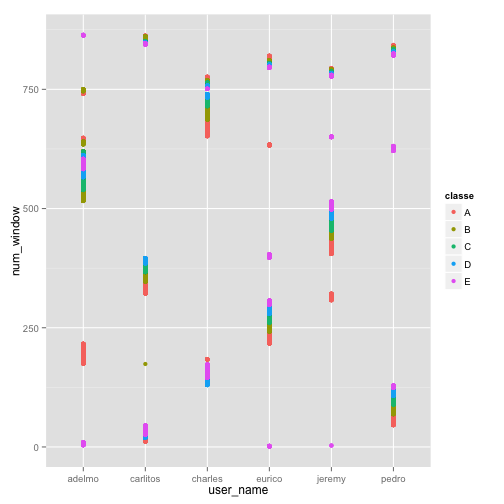 num_window
750
500
250
0
adelmo carlitos charles eurico jeremy pedro
user_name
classe
A
B
C
D
E